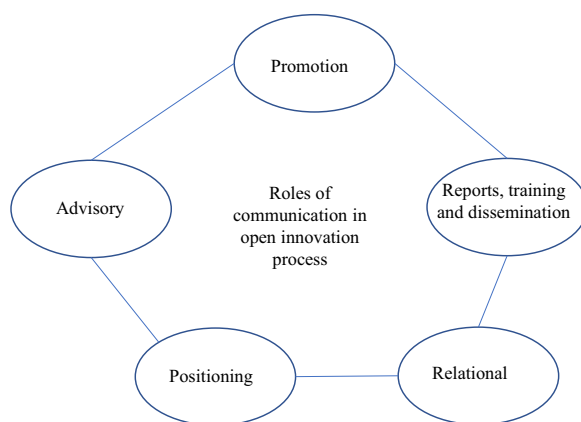 Promotion
Advisory
Roles of
communication in
open innovation
process
Reports, training
and dissemination
Positioning
Relational